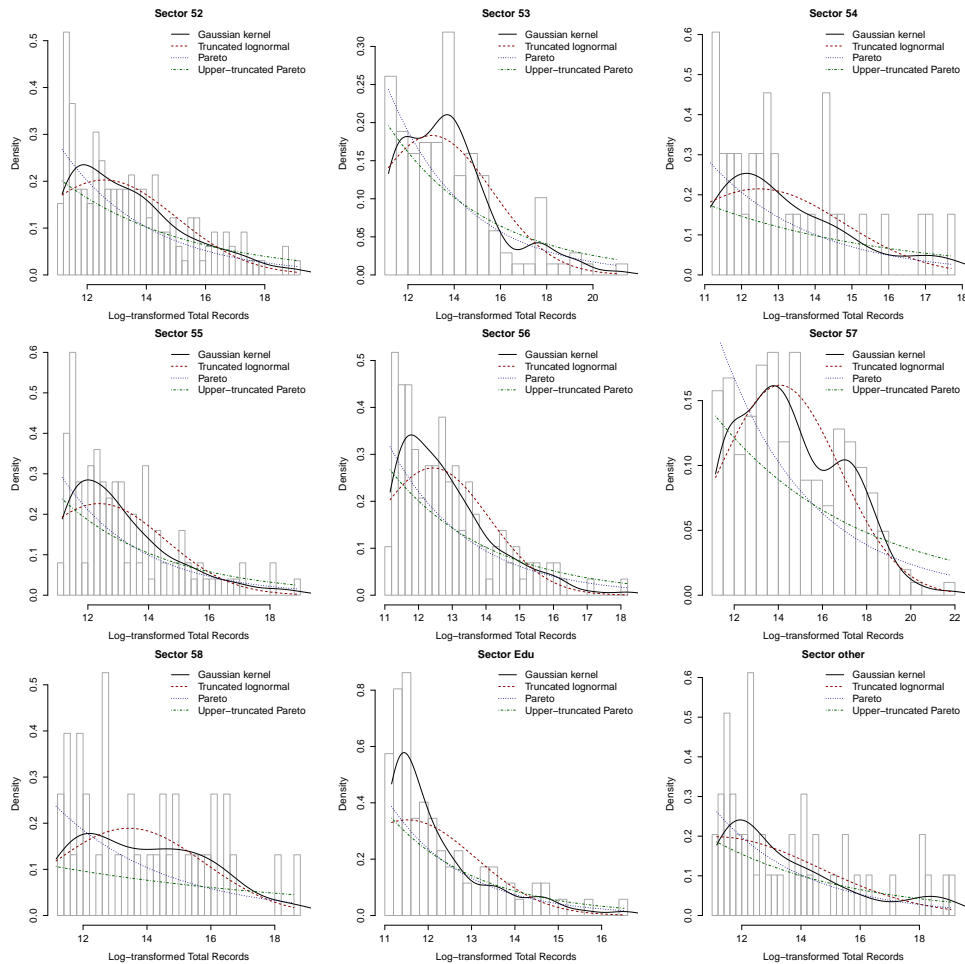 Sector 52
Gaussian kernel
Truncated lognormal
Pareto
Upper−truncated Pareto
Density
0.5
0.4
0.3
0.2
0.1
0.0
12 14 16 18
Log−transformed Total Records
Sector 53
Gaussian kernel
Truncated lognormal
Pareto
Upper−truncated Pareto
Density
0.30
0.25
0.20
0.15
0.10
0.05
0.00
12 14 16 18 20
Log−transformed Total Records
Sector 54
Gaussian kernel
Truncated lognormal
Pareto
Upper−truncated Pareto
Density
0.6
0.5
0.4
0.3
0.2
0.1
0.0
11 12 13 14 15 16 17 18
Log−transformed Total Records
Sector 55
Gaussian kernel
Truncated lognormal
Pareto
Upper−truncated Pareto
Density
0.6
0.5
0.4
0.3
0.2
0.1
0.0
12 14 16 18
Log−transformed Total Records
Sector 56
Gaussian kernel
Truncated lognormal
Pareto
Upper−truncated Pareto
Density
0.5
0.4
0.3
0.2
0.1
0.0
11 12 13 14 15 16 17 18
Log−transformed Total Records
Sector 57
Gaussian kernel
Truncated lognormal
Pareto
Upper−truncated Pareto
Density
0.15
0.10
0.05
0.00
12 14 16 18 20 22
Log−transformed Total Records
Sector 58
Gaussian kernel
Truncated lognormal
Pareto
Upper−truncated Pareto
Density
0.5
0.4
0.3
0.2
0.1
0.0
12 14 16 18
Log−transformed Total Records
Sector Edu
Gaussian kernel
Truncated lognormal
Pareto
Upper−truncated Pareto
Density
0.8
0.6
0.4
0.2
0.0
11 12 13 14 15 16
Log−transformed Total Records
Sector other
Gaussian kernel
Truncated lognormal
Pareto
Upper−truncated Pareto
Density
0.6
0.5
0.4
0.3
0.2
0.1
0.0
12 14 16 18
Log−transformed Total Records